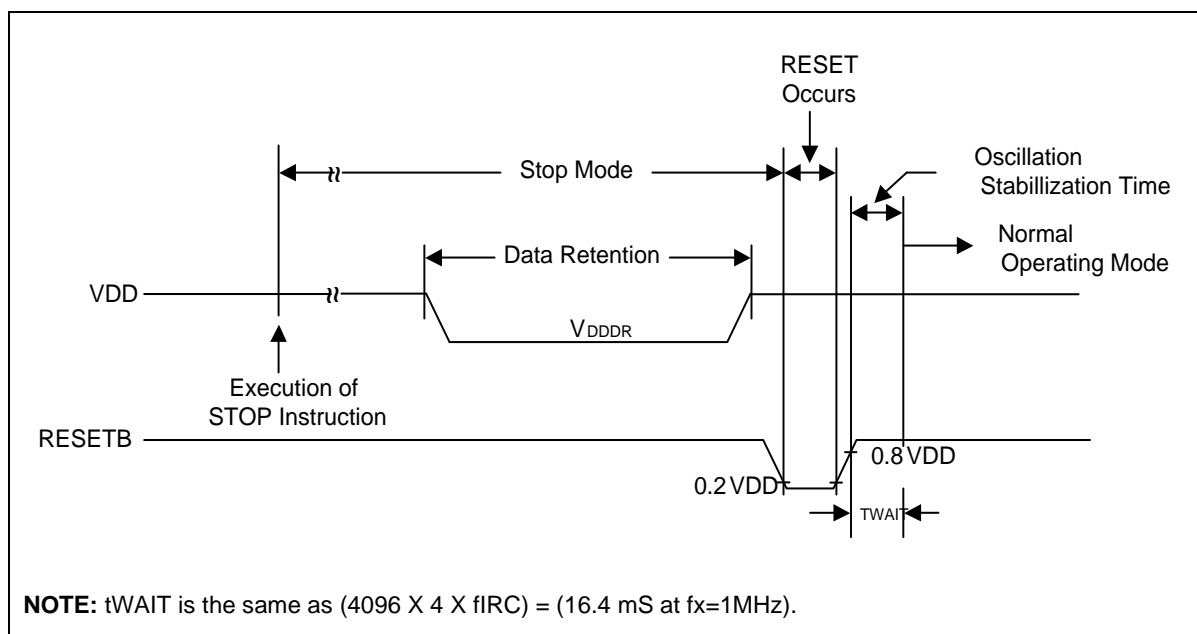 RESET
Occurs
Stop Mode
Oscillation
Stabillization Time
Data Retention
Normal
Operating Mode
VDD
VDDDR
Execution of
STOP Instruction
RESETB
0.2 VDD
0.8 VDD
TWAIT
NOTE: tWAIT is the same as (4096 X 4 X fIRC) = (16.4 mS at fx=1MHz).